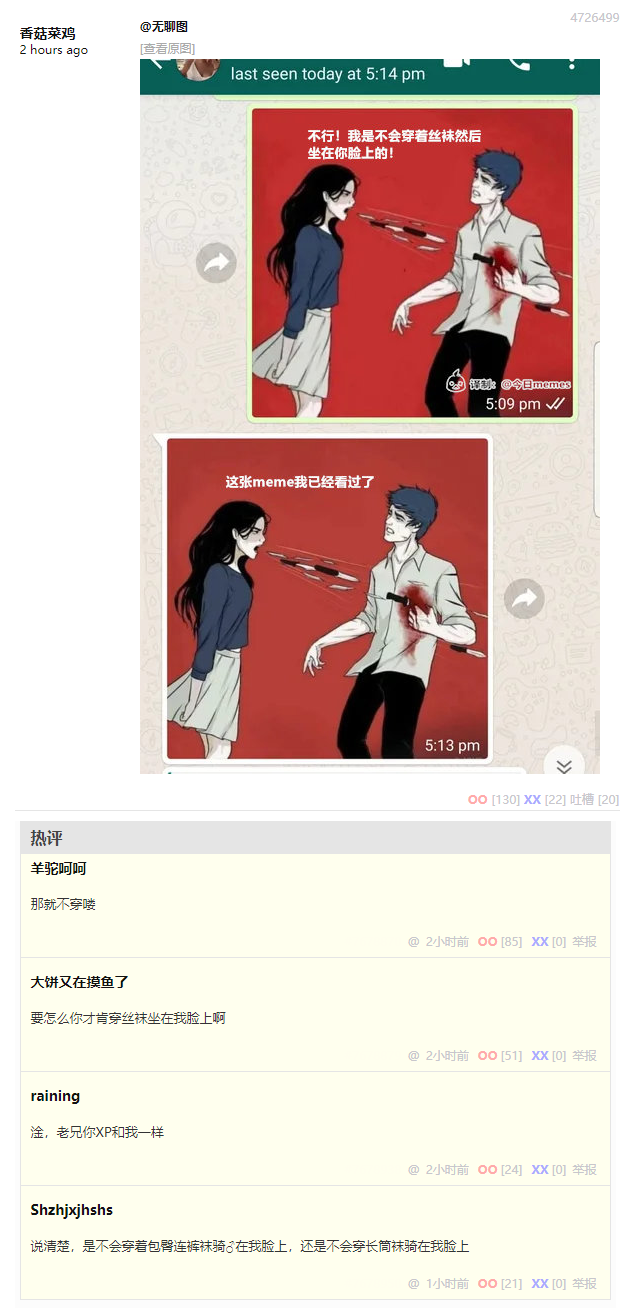 4726499
香菇菜鸡
2 hours ago
@无聊图
[查看原图]
last seen today at 5:14 pm
不行！我是不会穿着丝袜然后
坐在你脸上的！
译制: @今日memes
5:09 pm
这张meme我已经看过了
5:13 pm
OO [130] XX [22] 吐槽 [20]
热评
羊驼呵呵
那就不穿喽
@ 2小时前 OO [85] XX [0] 举报
大饼又在摸鱼了
要怎么你才肯穿丝袜坐在我脸上啊
@ 2小时前 OO [51] XX [0] 举报
raining
淦，老兄你XP和我一样
@ 2小时前 OO [24] XX [0] 举报
Shzhjxjhshs
说清楚，是不会穿着包臀连裤袜骑在我脸上，还是不会穿长筒袜骑在我脸上
@ 1小时前 OO [21] XX [0] 举报